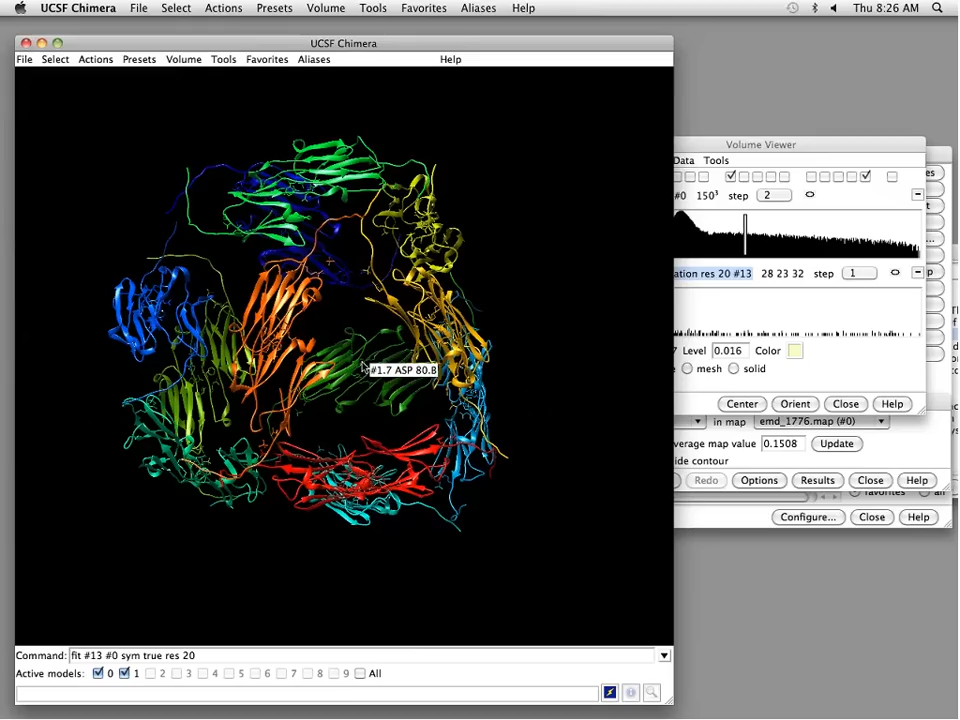 UCSF Chimera File Select Actions Presets Volume Tools Favorites Aliases Help Thu 8:26 AM
UCSF Chimera
File Select Actions Presets Volume Tools Favorites Aliases Help
#1.7 ASP 80.B
Command: fit #13 #0 sym true res 20
Active models: 0 1 2 3 4 5 6 7 8 9 All
Volume Viewer
Data Tools
#0 150³ step 2
ation res 20 #13 28 23 32 step 1
7 Level 0.016 Color
mesh solid
Center Orient Close Help
in map emd_1776.map (#0)
verage map value 0.1508 Update
ide contour
Redo Options Results Close Help
favorites
Configure... Close Help